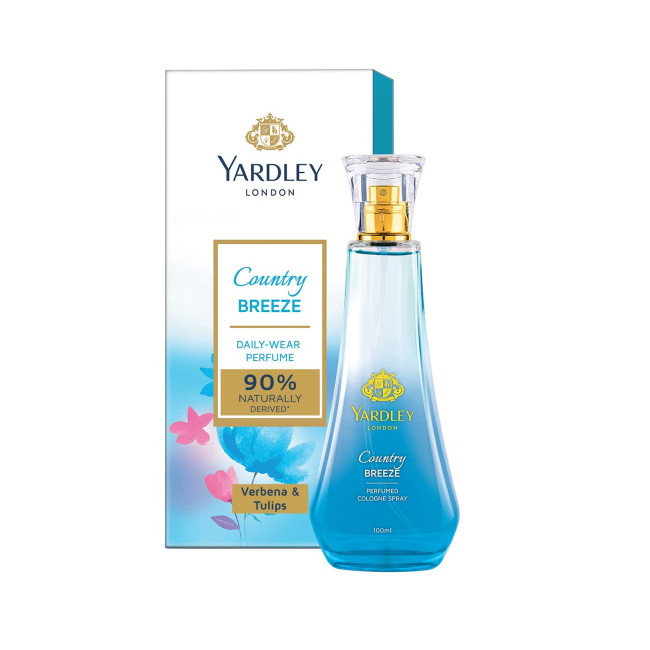 YARDLEY
LONDON
Country
BREEZE
DAILY-WEAR
PERFUME
90%
NATURALLY
DERIVED*
Verbena &
Tulips
YARDLEY
LONDON
Country
BREEZE
PERFUMED
COLOGNE SPRAY
100ml